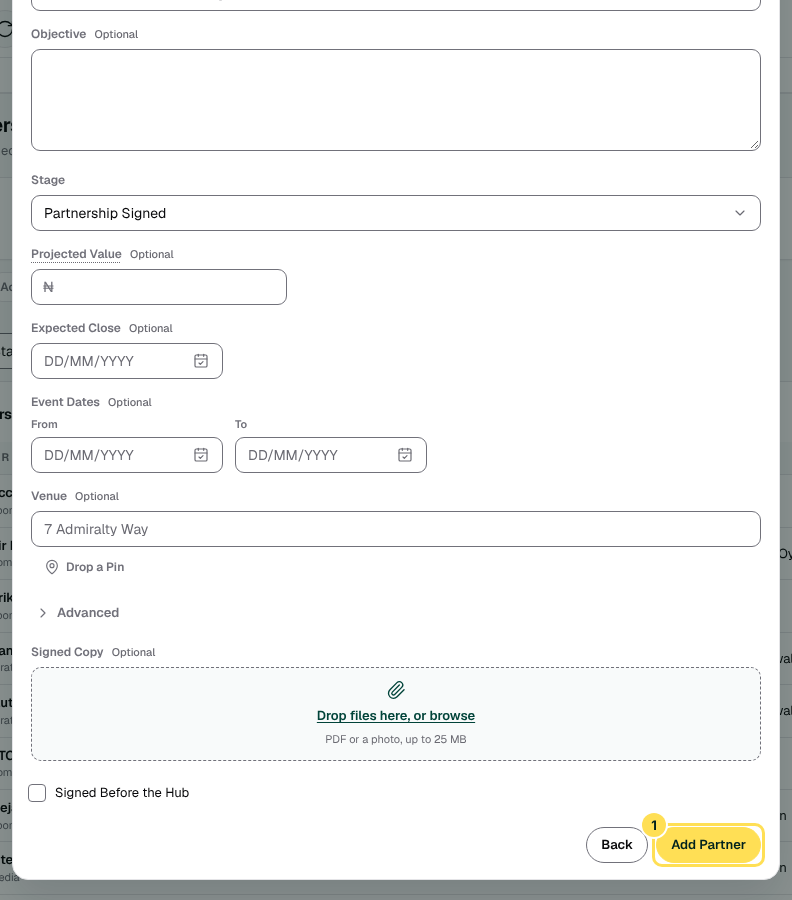 Objective Optional
Stage
Partnership Signed
Projected Value Optional
₦
Expected Close Optional
DD/MM/YYYY
Event Dates Optional
From To
DD/MM/YYYY DD/MM/YYYY
Venue Optional
7 Admiralty Way
Drop a Pin
Advanced
Signed Copy Optional
Drop files here, or browse
PDF or a photo, up to 25 MB
Signed Before the Hub
1
Back Add Partner